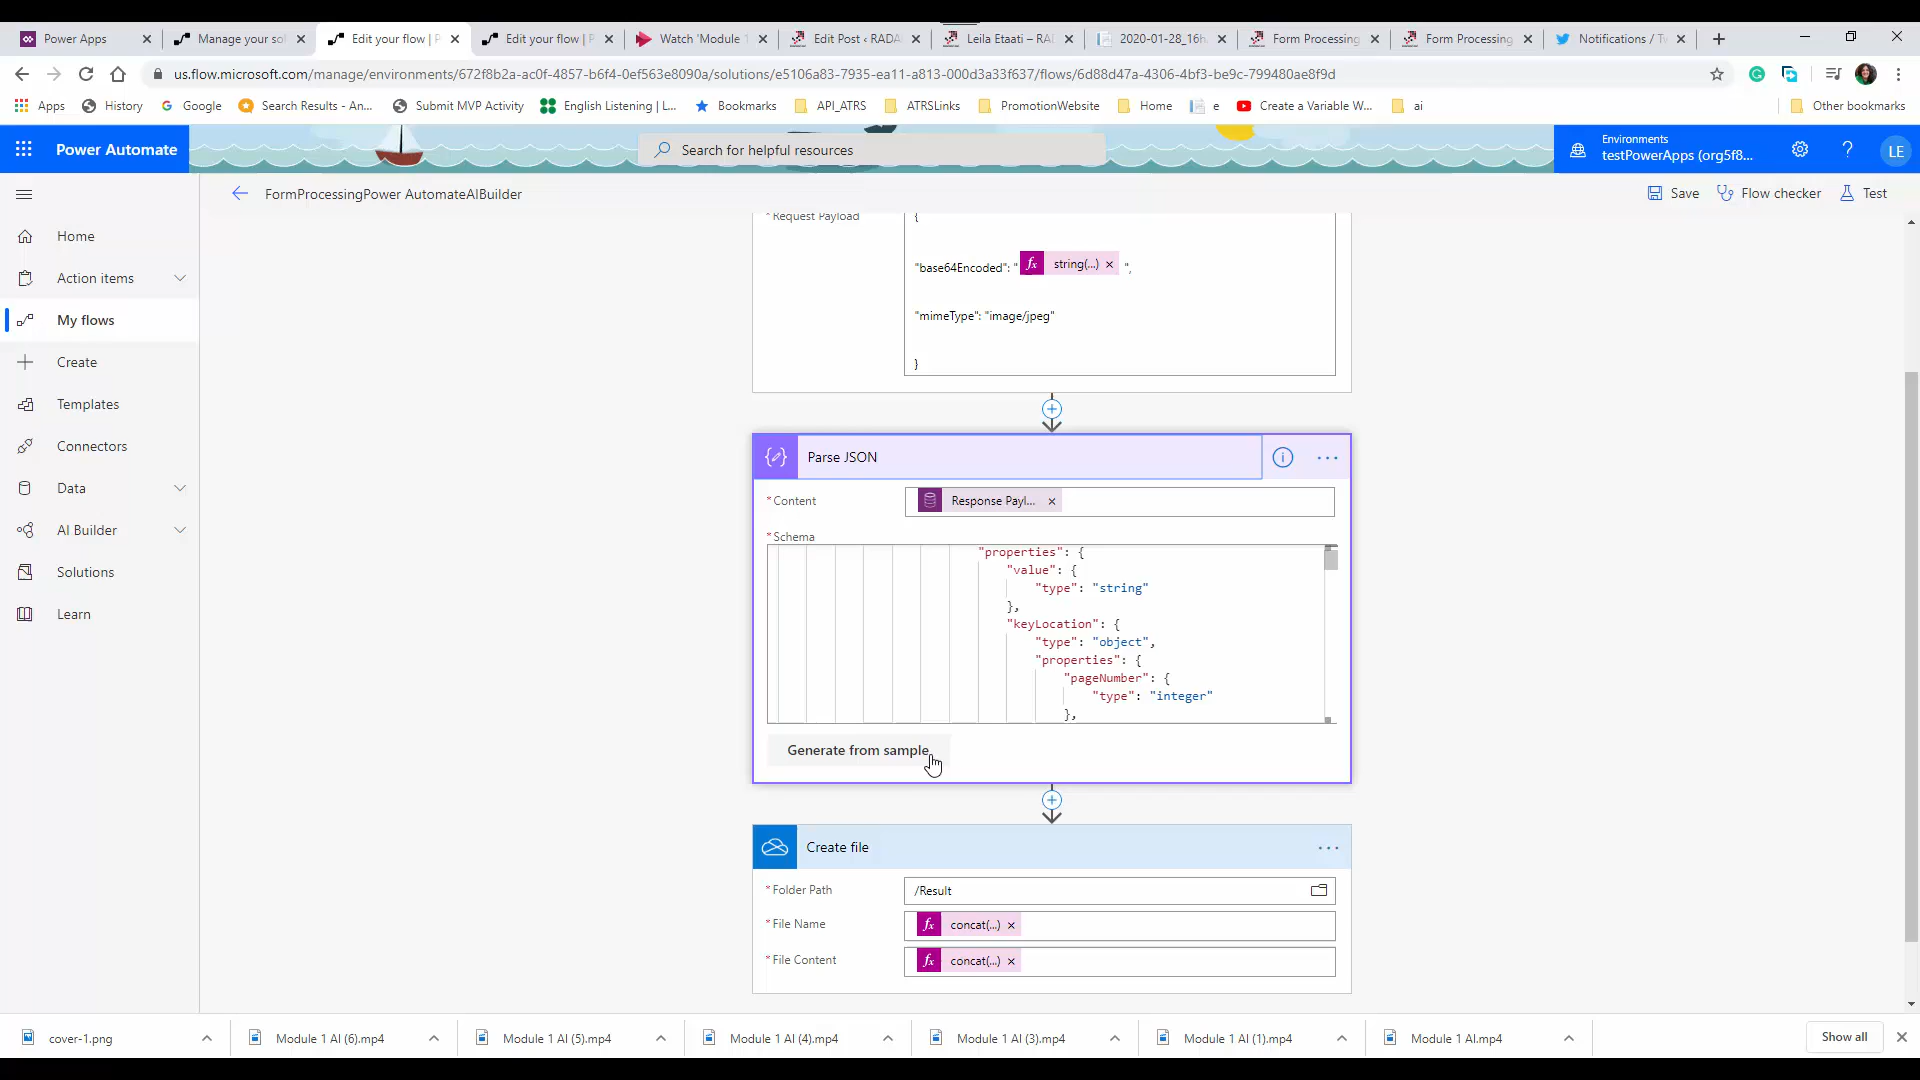 Power Apps
Manage your so
Edit your flow | P
Edit your flow | P
Watch 'Module 1
Edit Post ‹ RADA
Leila Etaati – RA
2020-01-28_16h
Form Processing
Form Processing
Notifications / Tw
us.flow.microsoft.com/manage/environments/672f8b2a-ac0f-4857-b6f4-0ef563e8090a/solutions/e5106a83-7935-ea11-a813-000d3a33f637/flows/6d88d47a-4306-4bf3-be9c-799480ae8f9d
Apps
History
Google
Search Results - An...
Submit MVP Activity
English Listening | L...
Bookmarks
API_ATRS
ATRSLinks
PromotionWebsite
Home
e
Create a Variable W...
ai
Other bookmarks
Power Automate
Search for helpful resources
Environments
testPowerApps (org5f8...
?
LE
FormProcessingPower AutomateAIBuilder
Save
Flow checker
Test
Home
Action items
My flows
Create
Templates
Connectors
Data
AI Builder
Solutions
Learn
* Request Payload
{
"base64Encoded": " fx string(...) × ",
"mimeType": "image/jpeg"
}
Parse JSON
* Content
Response Payl... ×
* Schema
"properties": {
"value": {
"type": "string"
},
"keyLocation": {
"type": "object",
"properties": {
"pageNumber": {
"type": "integer"
},
Generate from sample
Create file
* Folder Path
/Result
* File Name
fx concat(...) ×
* File Content
fx concat(...) ×
cover-1.png
Module 1 AI (6).mp4
Module 1 AI (5).mp4
Module 1 AI (4).mp4
Module 1 AI (3).mp4
Module 1 AI (1).mp4
Module 1 AI.mp4
Show all